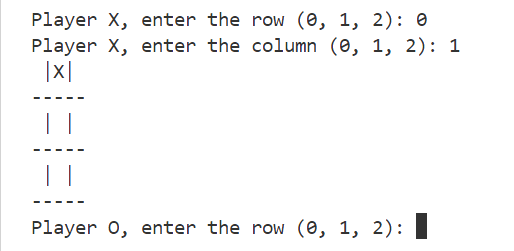 Player X, enter the row (0, 1, 2): 0
Player X, enter the column (0, 1, 2): 1
 |X|
-----
 | |
-----
 | |
-----
Player O, enter the row (0, 1, 2):